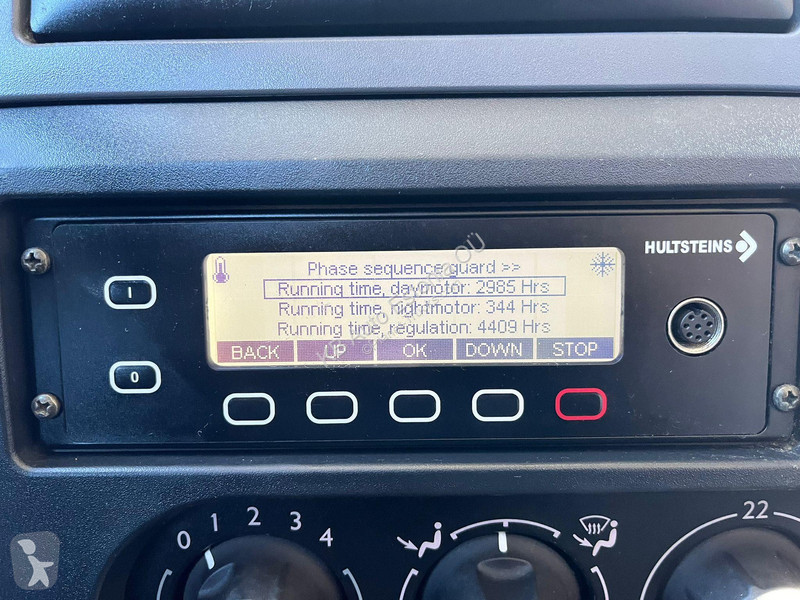 HULTSTEINS
Phase sequence guard >>
Running time, daymotor: 2985 Hrs
Running time, nightmotor: 344 Hrs
Running time, regulation: 4409 Hrs
BACK UP OK DOWN STOP
I
0
0 1 2 3 4
22